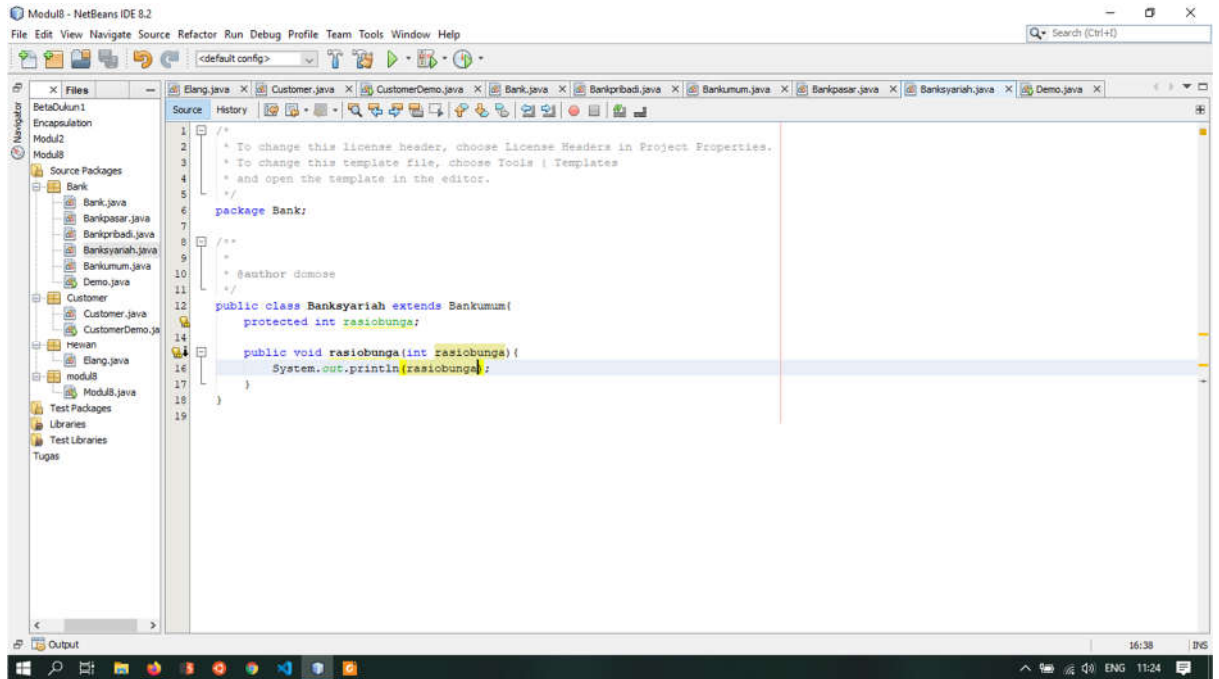 Modul8 - NetBeans IDE 8.2
File Edit View Navigate Source Refactor Run Debug Profile Team Tools Window Help
Search (Ctrl+I)
<default config>
Files
Elang.java Customer.java CustomerDemo.java Bank.java Bankpribadi.java Bankumum.java Bankpasar.java Banksyariah.java Demo.java
Navigator
BetaDukun1
Encapsulation
Modul2
Modul8
Source Packages
Bank
Bank.java
Bankpasar.java
Bankpribadi.java
Banksyariah.java
Bankumum.java
Demo.java
Customer
Customer.java
CustomerDemo.ja
Hewan
Elang.java
modul8
Modul8.java
Test Packages
Libraries
Test Libraries
Tugas
Source History
1 /*
2 * To change this license header, choose License Headers in Project Properties.
3 * To change this template file, choose Tools | Templates
4 * and open the template in the editor.
5 */
6 package Bank;
7
8 /**
9 *
10 * @author domose
11 */
12 public class Banksyariah extends Bankumum{
protected int rasiobunga;
14
public void rasiobunga(int rasiobunga){
16 System.out.println(rasiobunga);
17 }
18 }
19
Output
16:38 INS
ENG 11:24